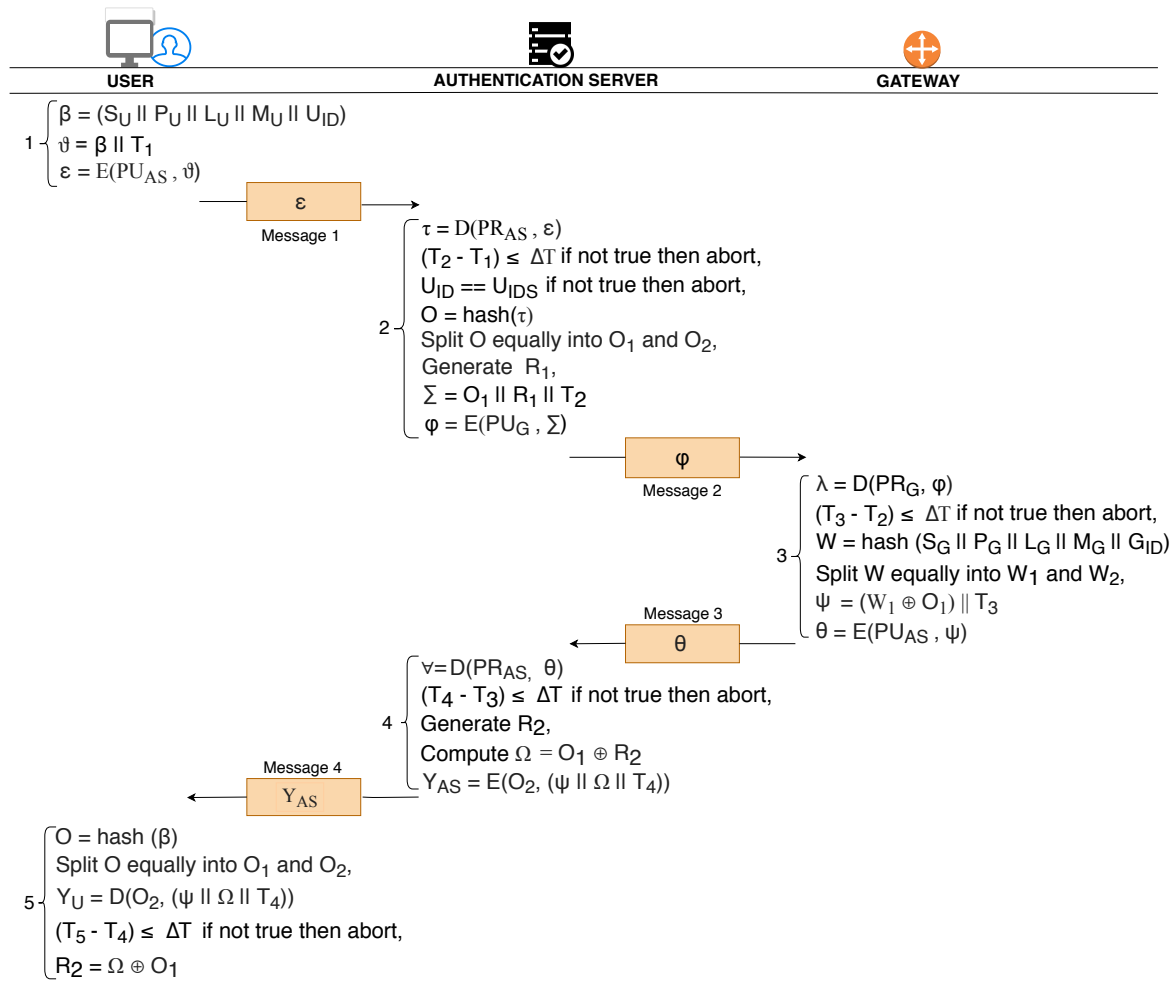 USER
AUTHENTICATION SERVER
GATEWAY
1
β = (S_U || P_U || L_U || M_U || U_ID)
ϑ = β || T_1
ε = E(PU_AS , ϑ)
ε
Message 1
2
τ = D(PR_AS , ε)
(T_2 - T_1) ≤ ΔT if not true then abort,
U_ID == U_IDS if not true then abort,
O = hash(τ)
Split O equally into O_1 and O_2,
Generate R_1,
Σ = O_1 || R_1 || T_2
φ = E(PU_G , Σ)
φ
Message 2
3
λ = D(PR_G, φ)
(T_3 - T_2) ≤ ΔT if not true then abort,
W = hash (S_G || P_G || L_G || M_G || G_ID)
Split W equally into W_1 and W_2,
ψ = (W_1 ⊕ O_1) || T_3
θ = E(PU_AS , ψ)
Message 3
θ
4
∀=D(PR_AS, θ)
(T_4 - T_3) ≤ ΔT if not true then abort,
Generate R_2,
Compute Ω = O_1 ⊕ R_2
Y_AS = E(O_2, (ψ || Ω || T_4))
Message 4
Y_AS
5
O = hash (β)
Split O equally into O_1 and O_2,
Y_U = D(O_2, (ψ || Ω || T_4))
(T_5 - T_4) ≤ ΔT if not true then abort,
R_2 = Ω ⊕ O_1